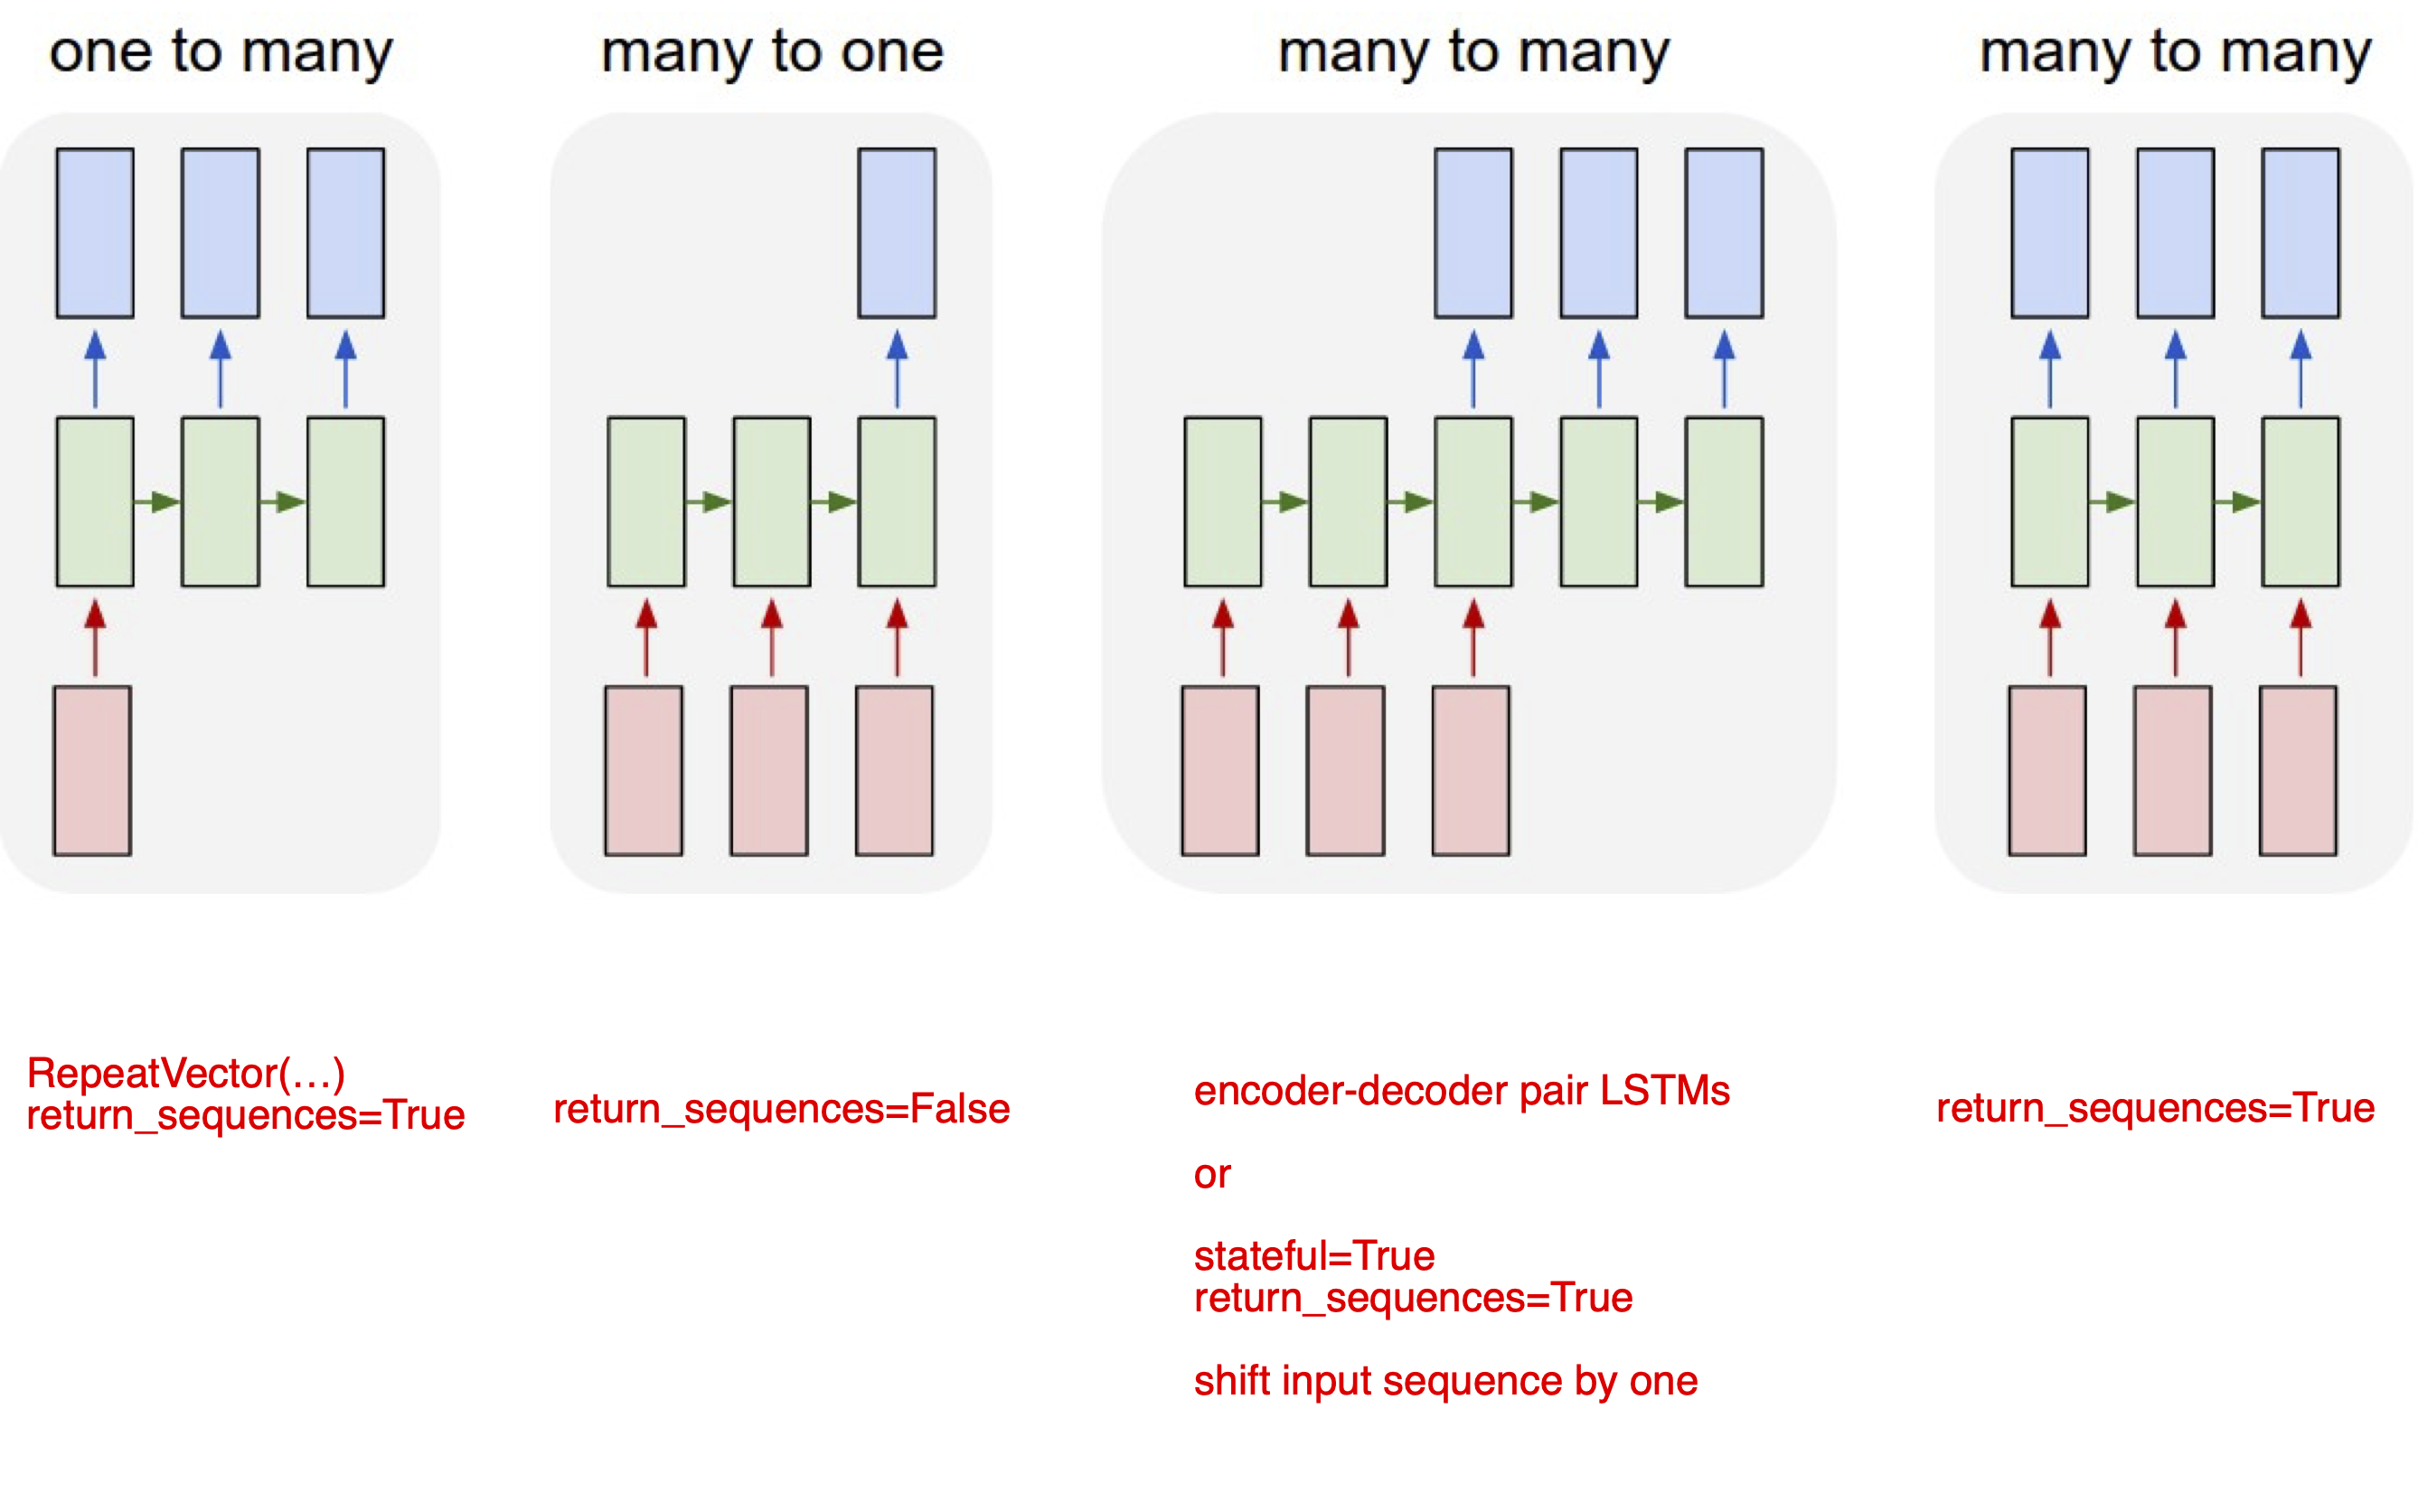 one to many
many to one
many to many
many to many
RepeatVector(…)
return_sequences=True
return_sequences=False
encoder-decoder pair LSTMs
or
stateful=True
return_sequences=True
shift input sequence by one
return_sequences=True